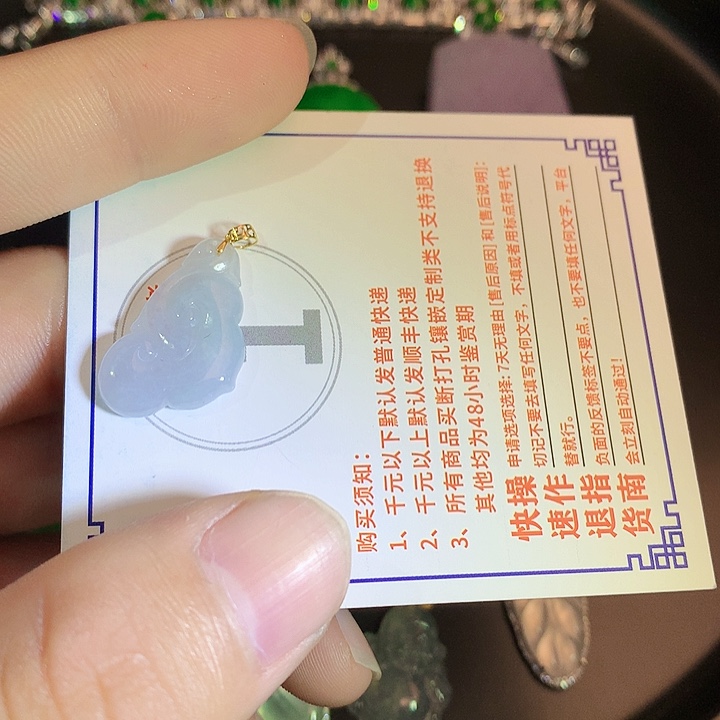 购买须知：
1、千元以下默认发普通快递
2、千元以上默认发顺丰快递
3、所有商品买断打孔镶嵌定制类不支持退换
其他均为48小时鉴赏期
快速退货
操作指南
申请选项选择：7天无理由 [售后原因] 和 [售后说明]：
切记不要去填写任何文字，不填或者用标点符号代
替就行。
负面的反馈标签不要点，也不要填任何文字，平台
会立刻自动通过！